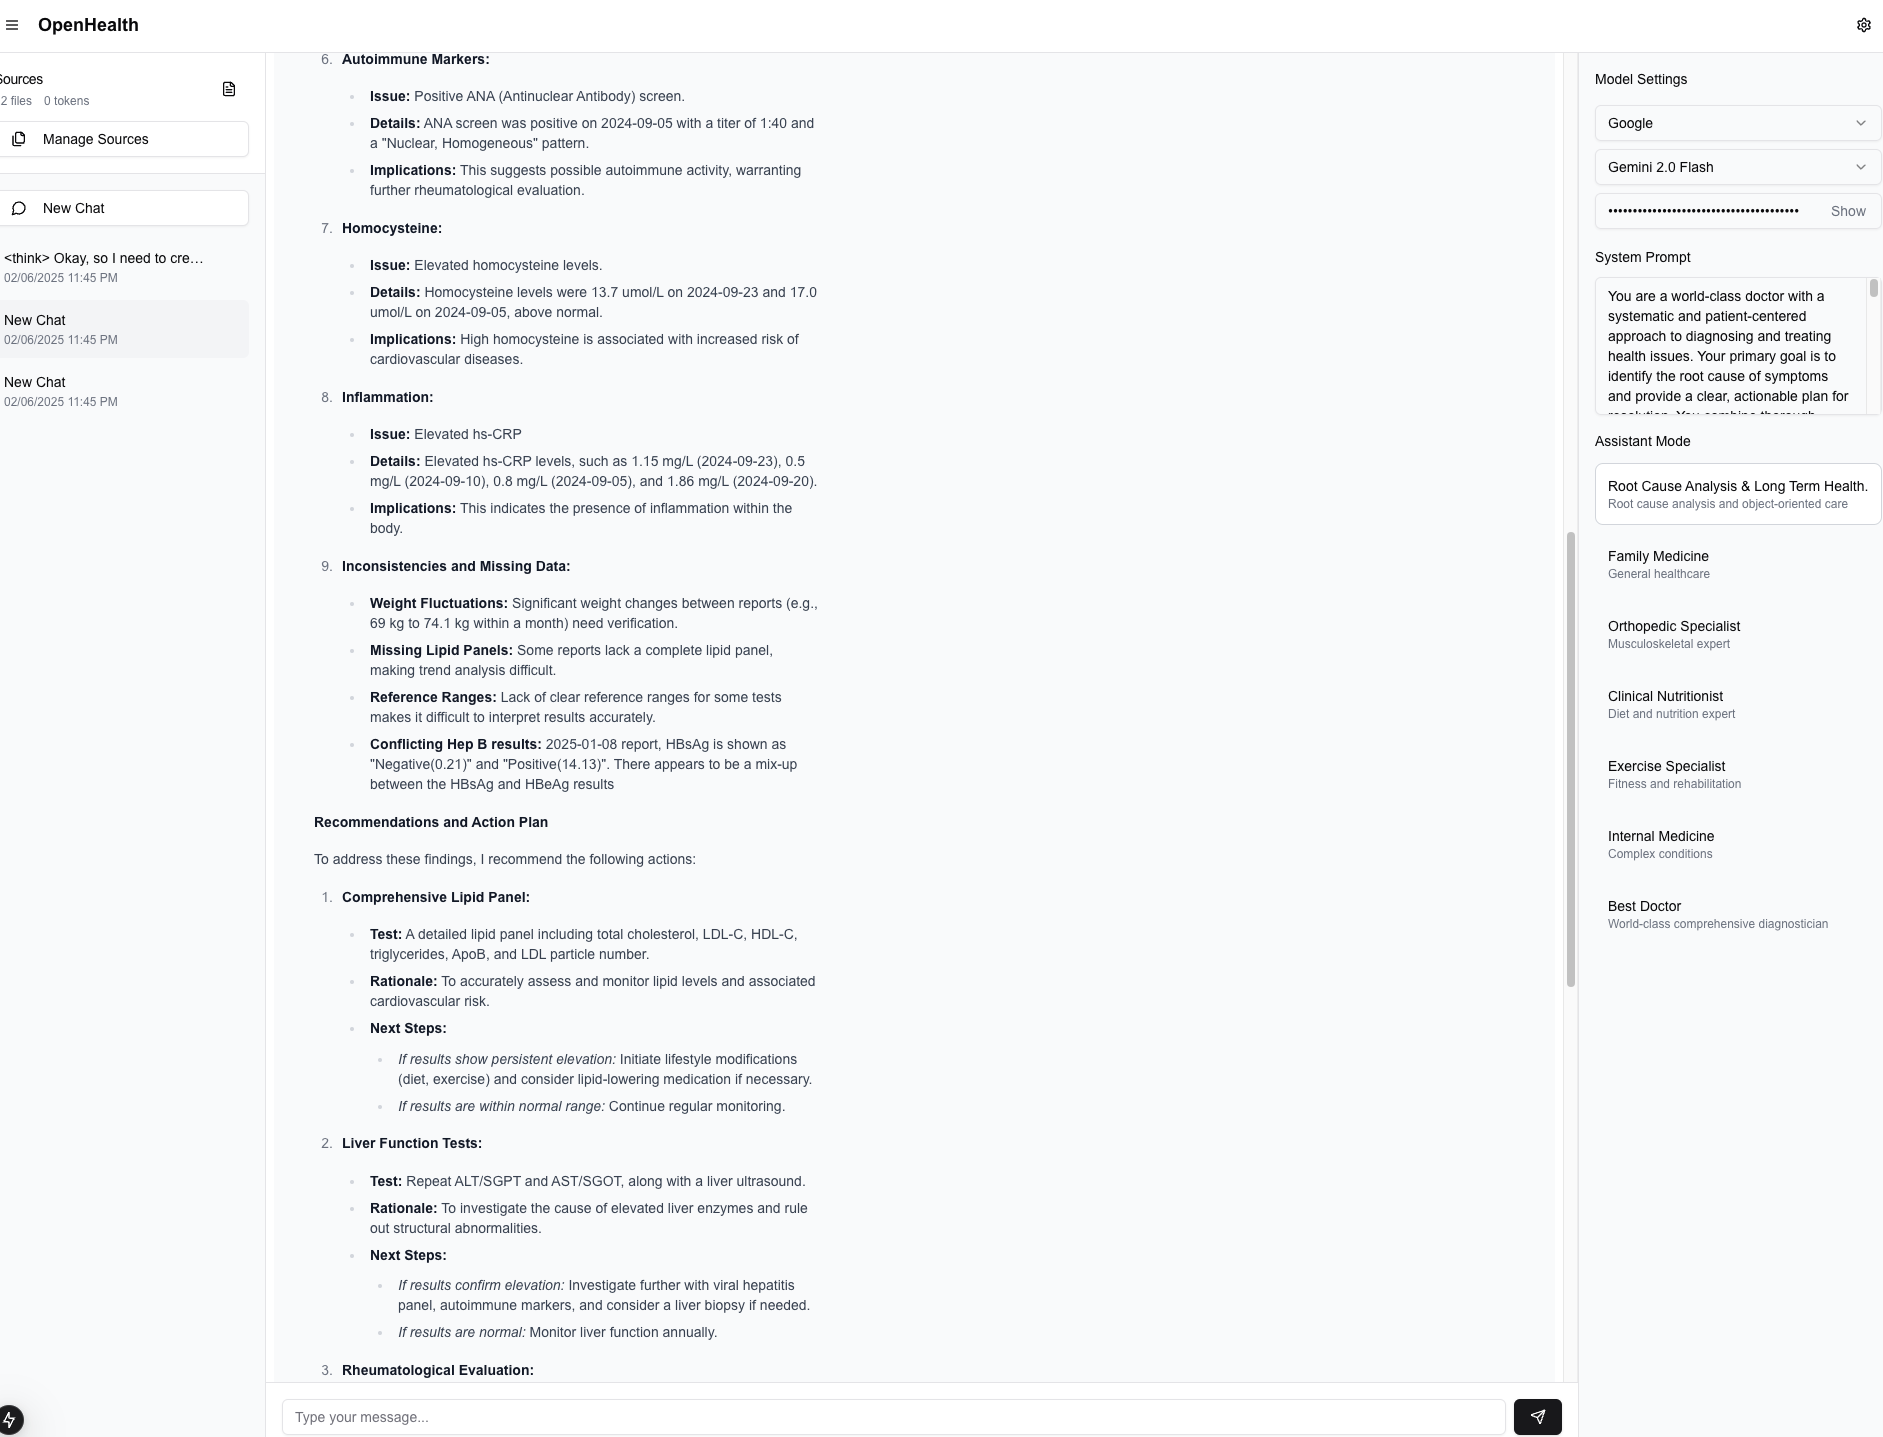 OpenHealth
Sources
2 files 0 tokens
Manage Sources
New Chat
<think> Okay, so I need to cre…
02/06/2025 11:45 PM
New Chat
02/06/2025 11:45 PM
New Chat
02/06/2025 11:45 PM
6. Autoimmune Markers:
Issue: Positive ANA (Antinuclear Antibody) screen.
Details: ANA screen was positive on 2024-09-05 with a titer of 1:40 and
a "Nuclear, Homogeneous" pattern.
Implications: This suggests possible autoimmune activity, warranting
further rheumatological evaluation.
7. Homocysteine:
Issue: Elevated homocysteine levels.
Details: Homocysteine levels were 13.7 umol/L on 2024-09-23 and 17.0
umol/L on 2024-09-05, above normal.
Implications: High homocysteine is associated with increased risk of
cardiovascular diseases.
8. Inflammation:
Issue: Elevated hs-CRP
Details: Elevated hs-CRP levels, such as 1.15 mg/L (2024-09-23), 0.5
mg/L (2024-09-10), 0.8 mg/L (2024-09-05), and 1.86 mg/L (2024-09-20).
Implications: This indicates the presence of inflammation within the
body.
9. Inconsistencies and Missing Data:
Weight Fluctuations: Significant weight changes between reports (e.g.,
69 kg to 74.1 kg within a month) need verification.
Missing Lipid Panels: Some reports lack a complete lipid panel,
making trend analysis difficult.
Reference Ranges: Lack of clear reference ranges for some tests
makes it difficult to interpret results accurately.
Conflicting Hep B results: 2025-01-08 report, HBsAg is shown as
"Negative(0.21)" and "Positive(14.13)". There appears to be a mix-up
between the HBsAg and HBeAg results
Recommendations and Action Plan
To address these findings, I recommend the following actions:
1. Comprehensive Lipid Panel:
Test: A detailed lipid panel including total cholesterol, LDL-C, HDL-C,
triglycerides, ApoB, and LDL particle number.
Rationale: To accurately assess and monitor lipid levels and associated
cardiovascular risk.
Next Steps:
If results show persistent elevation: Initiate lifestyle modifications
(diet, exercise) and consider lipid-lowering medication if necessary.
If results are within normal range: Continue regular monitoring.
2. Liver Function Tests:
Test: Repeat ALT/SGPT and AST/SGOT, along with a liver ultrasound.
Rationale: To investigate the cause of elevated liver enzymes and rule
out structural abnormalities.
Next Steps:
If results confirm elevation: Investigate further with viral hepatitis
panel, autoimmune markers, and consider a liver biopsy if needed.
If results are normal: Monitor liver function annually.
3. Rheumatological Evaluation:
Type your message...
Model Settings
Google
Gemini 2.0 Flash
Show
System Prompt
You are a world-class doctor with a
systematic and patient-centered
approach to diagnosing and treating
health issues. Your primary goal is to
identify the root cause of symptoms
and provide a clear, actionable plan for
resolution. You combine thorough
Assistant Mode
Root Cause Analysis & Long Term Health.
Root cause analysis and object-oriented care
Family Medicine
General healthcare
Orthopedic Specialist
Musculoskeletal expert
Clinical Nutritionist
Diet and nutrition expert
Exercise Specialist
Fitness and rehabilitation
Internal Medicine
Complex conditions
Best Doctor
World-class comprehensive diagnostician